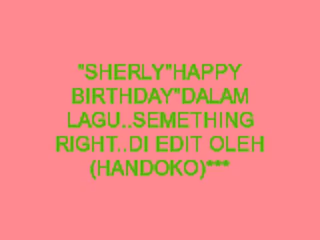 "SHERLY"HAPPY
BIRTHDAY"DALAM
LAGU..SEMETHING
RIGHT..DI EDIT OLEH
(HANDOKO)***